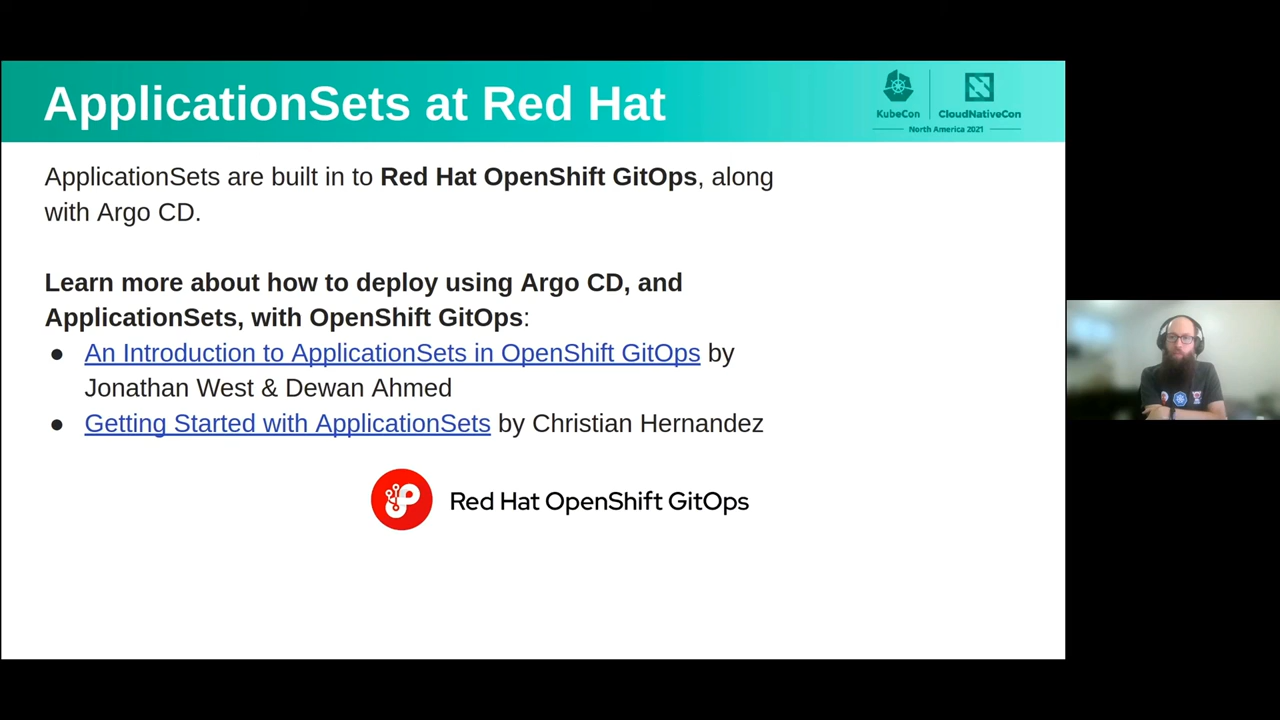 ApplicationSets at Red Hat
KubeCon
CloudNativeCon
North America 2021
ApplicationSets are built in to Red Hat OpenShift GitOps, along
with Argo CD.
Learn more about how to deploy using Argo CD, and
ApplicationSets, with OpenShift GitOps:
● An Introduction to ApplicationSets in OpenShift GitOps by
Jonathan West & Dewan Ahmed
● Getting Started with ApplicationSets by Christian Hernandez
Red Hat OpenShift GitOps